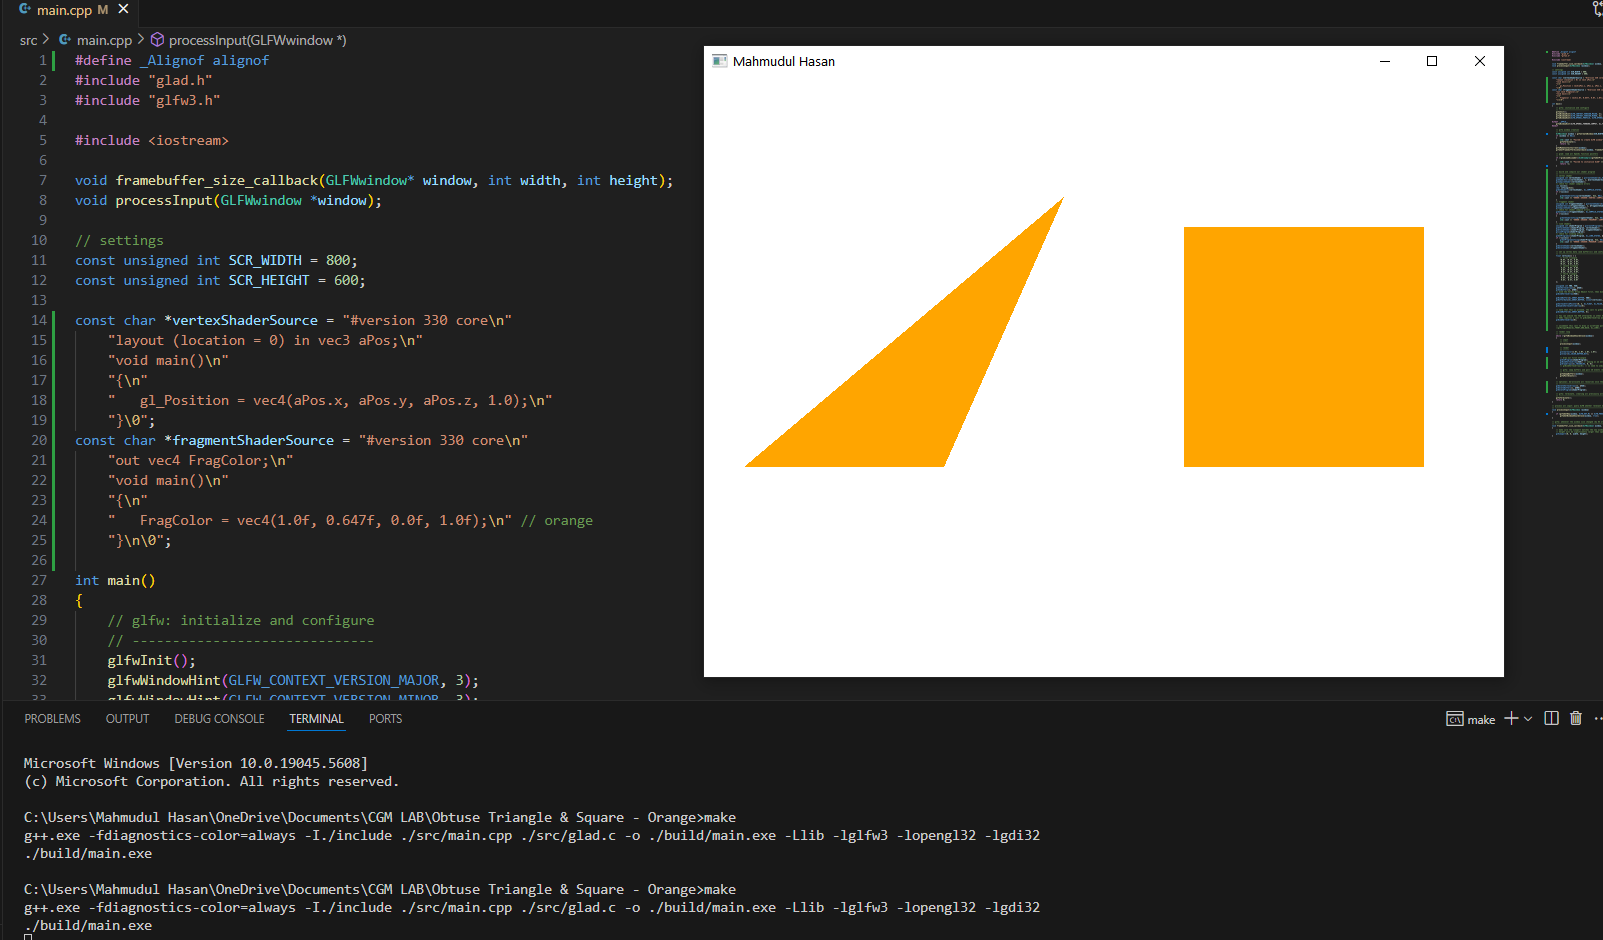 main.cpp M
src > main.cpp > processInput(GLFWwindow *)
1 #define _Alignof alignof
2 #include "glad.h"
3 #include "glfw3.h"
4
5 #include <iostream>
6
7 void framebuffer_size_callback(GLFWwindow* window, int width, int height);
8 void processInput(GLFWwindow *window);
9
10 // settings
11 const unsigned int SCR_WIDTH = 800;
12 const unsigned int SCR_HEIGHT = 600;
13
14 const char *vertexShaderSource = "#version 330 core\n"
15 "layout (location = 0) in vec3 aPos;\n"
16 "void main()\n"
17 "{\n"
18 "   gl_Position = vec4(aPos.x, aPos.y, aPos.z, 1.0);\n"
19 "}\0";
20 const char *fragmentShaderSource = "#version 330 core\n"
21 "out vec4 FragColor;\n"
22 "void main()\n"
23 "{\n"
24 "   FragColor = vec4(1.0f, 0.647f, 0.0f, 1.0f);\n" // orange
25 "}\n\0";
26
27 int main()
28 {
29 // glfw: initialize and configure
30 // ------------------------------
31 glfwInit();
32 glfwWindowHint(GLFW_CONTEXT_VERSION_MAJOR, 3);
33 glfwWindowHint(GLFW_CONTEXT_VERSION_MINOR, 3);
Mahmudul Hasan
PROBLEMS OUTPUT DEBUG CONSOLE TERMINAL PORTS
make
Microsoft Windows [Version 10.0.19045.5608]
(c) Microsoft Corporation. All rights reserved.
C:\Users\Mahmudul Hasan\OneDrive\Documents\CGM LAB\Obtuse Triangle & Square - Orange>make
g++.exe -fdiagnostics-color=always -I./include ./src/main.cpp ./src/glad.c -o ./build/main.exe -Llib -lglfw3 -lopengl32 -lgdi32
./build/main.exe
C:\Users\Mahmudul Hasan\OneDrive\Documents\CGM LAB\Obtuse Triangle & Square - Orange>make
g++.exe -fdiagnostics-color=always -I./include ./src/main.cpp ./src/glad.c -o ./build/main.exe -Llib -lglfw3 -lopengl32 -lgdi32
./build/main.exe